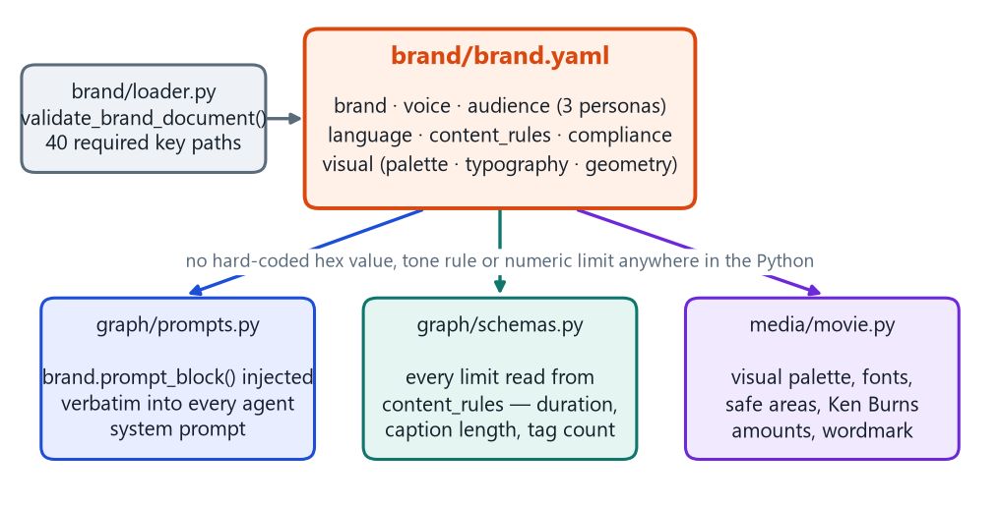 brand/brand.yaml
brand · voice · audience (3 personas)
language · content_rules · compliance
visual (palette · typography · geometry)
brand/loader.py
validate_brand_document()
40 required key paths
no hard-coded hex value, tone rule or numeric limit anywhere in the Python
graph/prompts.py
brand.prompt_block() injected
verbatim into every agent
system prompt
graph/schemas.py
every limit read from
content_rules — duration,
caption length, tag count
media/movie.py
visual palette, fonts,
safe areas, Ken Burns
amounts, wordmark